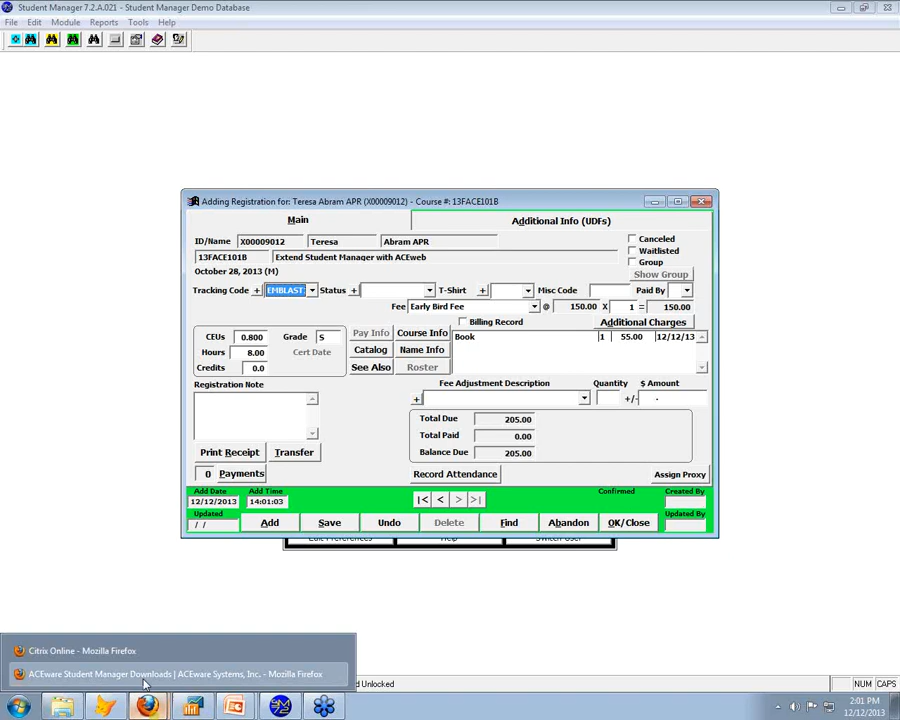 Student Manager 7.2.A.021 - Student Manager Demo Database
File Edit Module Reports Tools Help
Adding Registration for: Teresa Abram APR (X00009012) - Course #: 13FACE101B
Main Additional Info (UDFs)
ID/Name X00009012 Teresa Abram APR
Canceled
13FACE101B Extend Student Manager with ACEweb
Waitlisted
Group
October 28, 2013 (M)
Show Group
Tracking Code + EMBLAST Status + T-Shirt + Misc Code Paid By
Fee Early Bird Fee @ 150.00 X 1 = 150.00
Billing Record Additional Charges
CEUs 0.800 Grade S Pay Info Course Info Book 1 55.00 12/12/13
Hours 8.00 Cert Date Catalog Name Info
Credits 0.0 See Also Roster
Registration Note
Fee Adjustment Description Quantity $ Amount
+ +/- .
Total Due 205.00
Total Paid 0.00
Balance Due 205.00
Print Receipt Transfer
0 Payments Record Attendance Assign Proxy
Add Date Add Time Confirmed Created By
12/12/2013 14:01:03 |< < > >|
Updated Updated By
/ / Add Save Undo Delete Find Abandon OK/Close
Edit Preferences Help Switch User
Citrix Online - Mozilla Firefox
ACEware Student Manager Downloads | ACEware Systems, Inc. - Mozilla Firefox
d Unlocked NUM CAPS
2:01 PM
12/12/2013